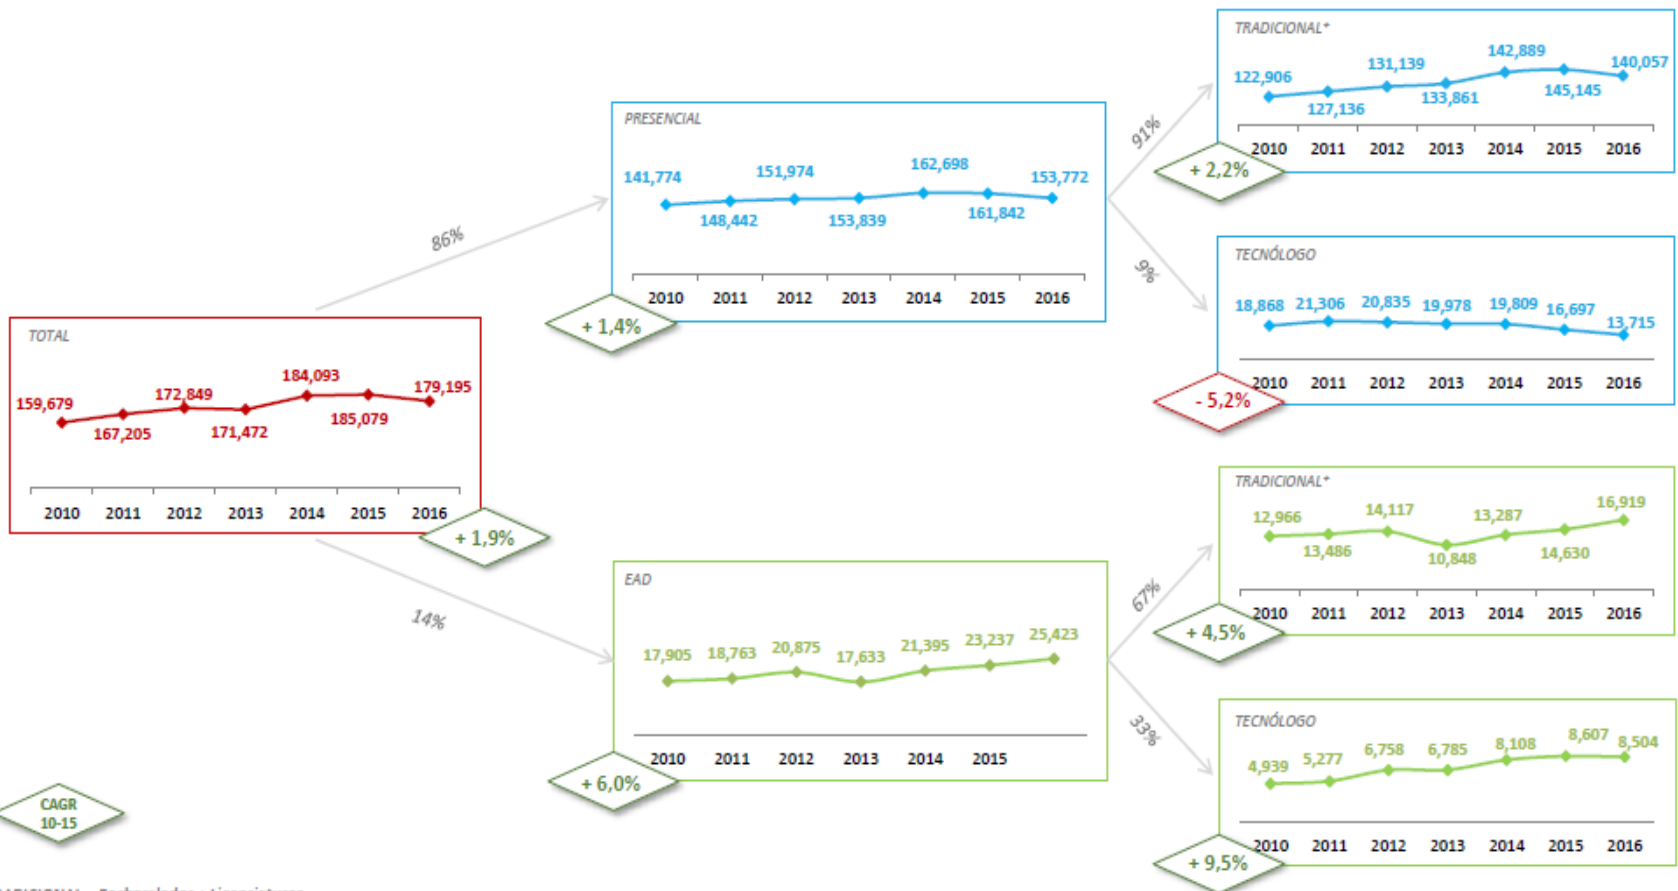 TRADICIONAL*
122,906 127,136 131,139 133,861 142,889 145,145 140,057
2010 2011 2012 2013 2014 2015 2016
+ 2,2%
91%
PRESENCIAL
141,774 148,442 151,974 153,839 162,698 161,842 153,772
2010 2011 2012 2013 2014 2015 2016
+ 1,4%
86%
9%
TECNÓLOGO
18,868 21,306 20,835 19,978 19,809 16,697 13,715
2010 2011 2012 2013 2014 2015 2016
- 5,2%
TOTAL
159,679 167,205 172,849 171,472 184,093 185,079 179,195
2010 2011 2012 2013 2014 2015 2016
+ 1,9%
14%
TRADICIONAL*
12,966 13,486 14,117 10,848 13,287 14,630 16,919
2010 2011 2012 2013 2014 2015 2016
+ 4,5%
67%
EAD
17,905 18,763 20,875 17,633 21,395 23,237 25,423
2010 2011 2012 2013 2014 2015
+ 6,0%
33%
TECNÓLOGO
4,939 5,277 6,758 6,785 8,108 8,607 8,504
2010 2011 2012 2013 2014 2015 2016
+ 9,5%
CAGR
10-15